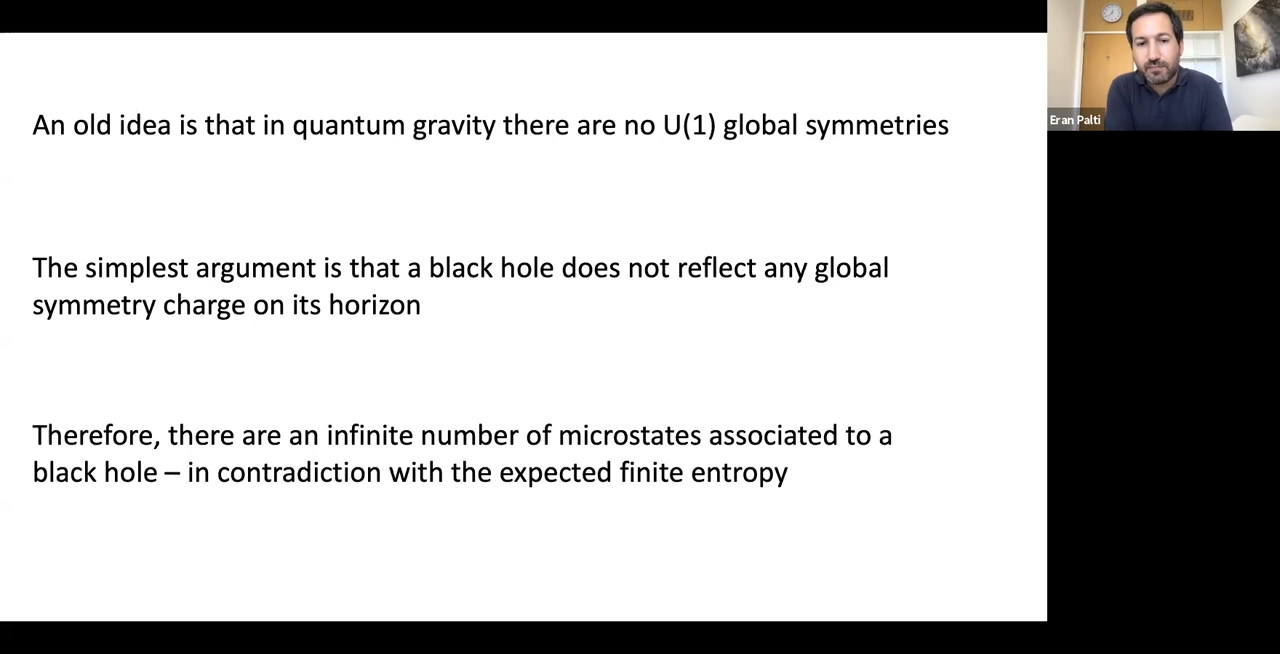 An old idea is that in quantum gravity there are no U(1) global symmetries
The simplest argument is that a black hole does not reflect any global
symmetry charge on its horizon
Therefore, there are an infinite number of microstates associated to a
black hole – in contradiction with the expected finite entropy
Eran Palti